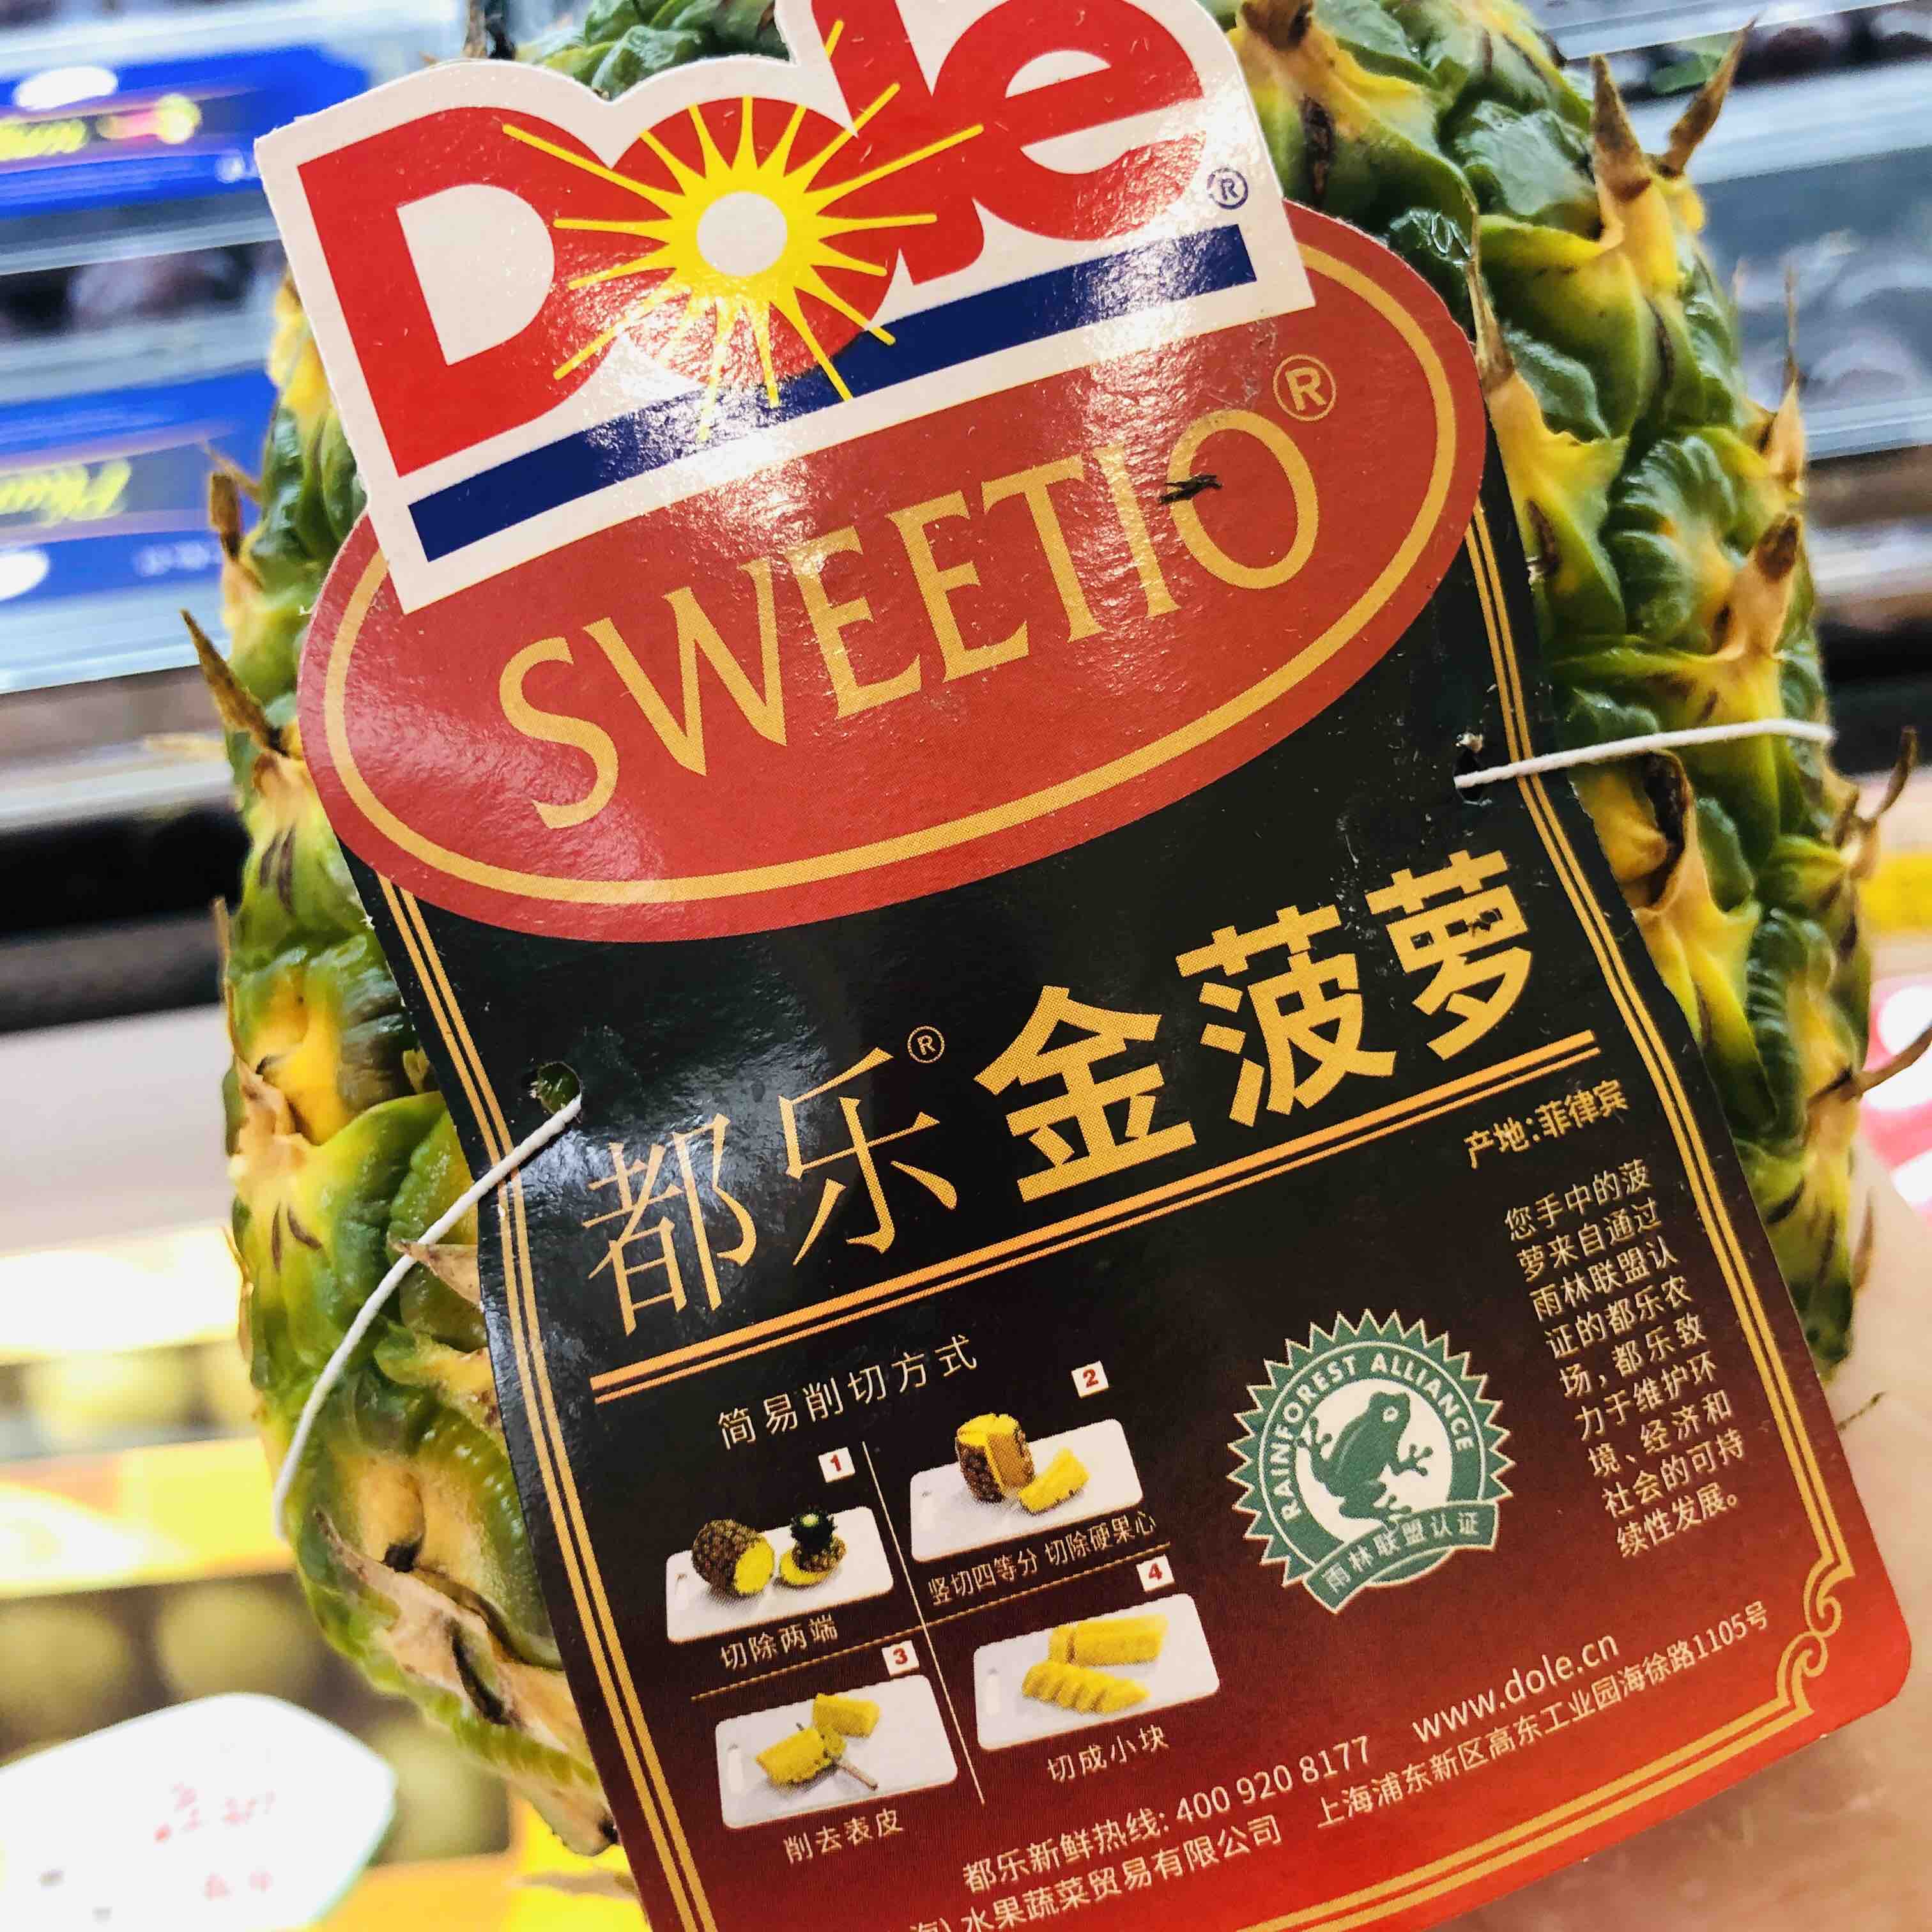 Dole®
SWEETIO®
都乐®金菠萝
产地:菲律宾
您手中的菠
萝来自通过
雨林联盟认
证的都乐农
场，都乐致
力于维护环
境、经济和
社会的可持
续性发展。
简易削切方式
1
切除两端
2
竖切四等分 切除硬果心
3
削去表皮
4
切成小块
RAINFOREST ALLIANCE
雨林联盟认证
都乐新鲜热线: 400 920 8177 www.dole.cn
海) 水果蔬菜贸易有限公司 上海浦东新区高东工业园海徐路1105号